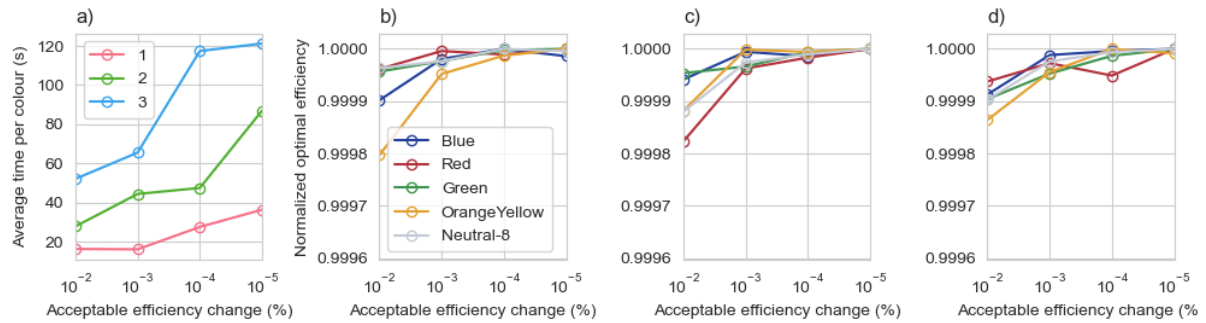 a)
Average time per colour (s)
120
100
80
60
40
20
1
2
3
10⁻² 10⁻³ 10⁻⁴ 10⁻⁵
Acceptable efficiency change (%)
b)
Normalized optimal efficiency
1.0000
0.9999
0.9998
0.9997
0.9996
Blue
Red
Green
OrangeYellow
Neutral-8
10⁻² 10⁻³ 10⁻⁴ 10⁻⁵
Acceptable efficiency change (%)
c)
1.0000
0.9999
0.9998
0.9997
0.9996
10⁻² 10⁻³ 10⁻⁴ 10⁻⁵
Acceptable efficiency change (%)
d)
1.0000
0.9999
0.9998
0.9997
0.9996
10⁻² 10⁻³ 10⁻⁴ 10⁻⁵
Acceptable efficiency change (%